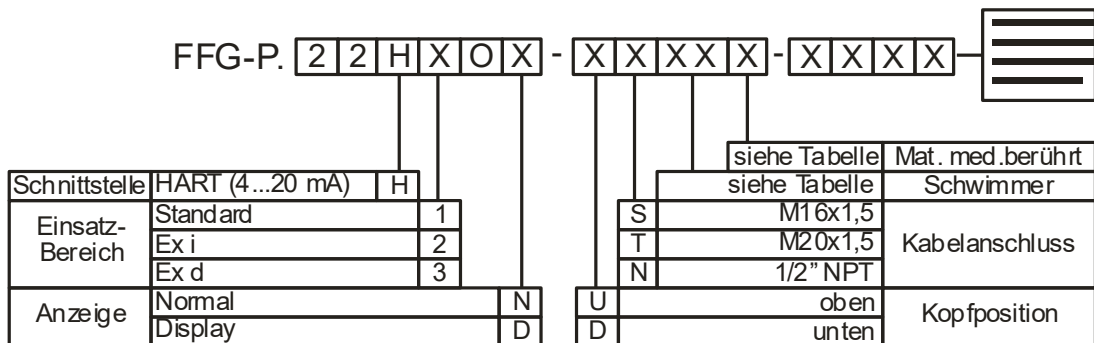 FFG-P. 2 2 H X O X - X X X X X - X X X X
siehe Tabelle Mat. med.berührt
Schnittstelle HART (4...20 mA) H siehe Tabelle Schwimmer
Einsatz-
Bereich
Standard 1 S M16x1,5
Ex i 2 T M20x1,5 Kabelanschluss
Ex d 3 N 1/2” NPT
Anzeige Normal N U oben Kopfposition
Display D D unten